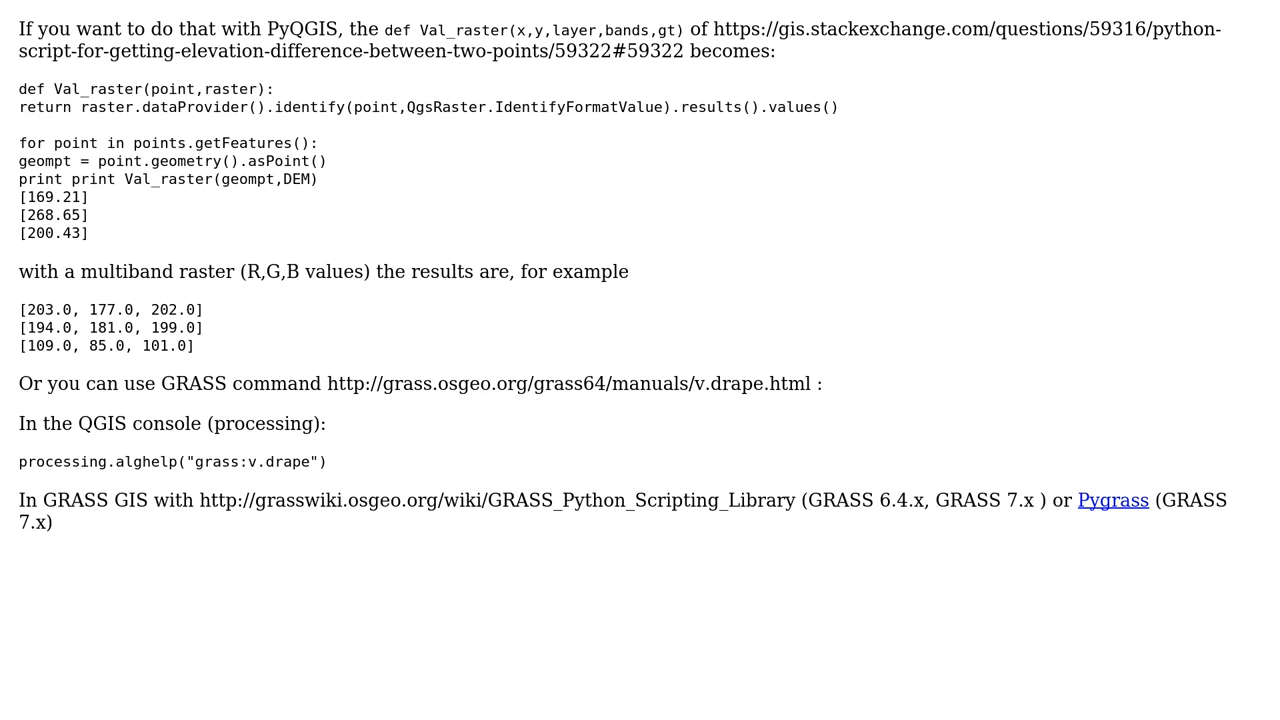 If you want to do that with PyQGIS, the def Val_raster(x,y,layer,bands,gt) of https://gis.stackexchange.com/questions/59316/python-
script-for-getting-elevation-difference-between-two-points/59322#59322 becomes:
def Val_raster(point,raster):
return raster.dataProvider().identify(point,QgsRaster.IdentifyFormatValue).results().values()
for point in points.getFeatures():
geompt = point.geometry().asPoint()
print print Val_raster(geompt,DEM)
[169.21]
[268.65]
[200.43]
with a multiband raster (R,G,B values) the results are, for example
[203.0, 177.0, 202.0]
[194.0, 181.0, 199.0]
[109.0, 85.0, 101.0]
Or you can use GRASS command http://grass.osgeo.org/grass64/manuals/v.drape.html :
In the QGIS console (processing):
processing.alghelp("grass:v.drape")
In GRASS GIS with http://grasswiki.osgeo.org/wiki/GRASS_Python_Scripting_Library (GRASS 6.4.x, GRASS 7.x ) or Pygrass (GRASS
7.x)